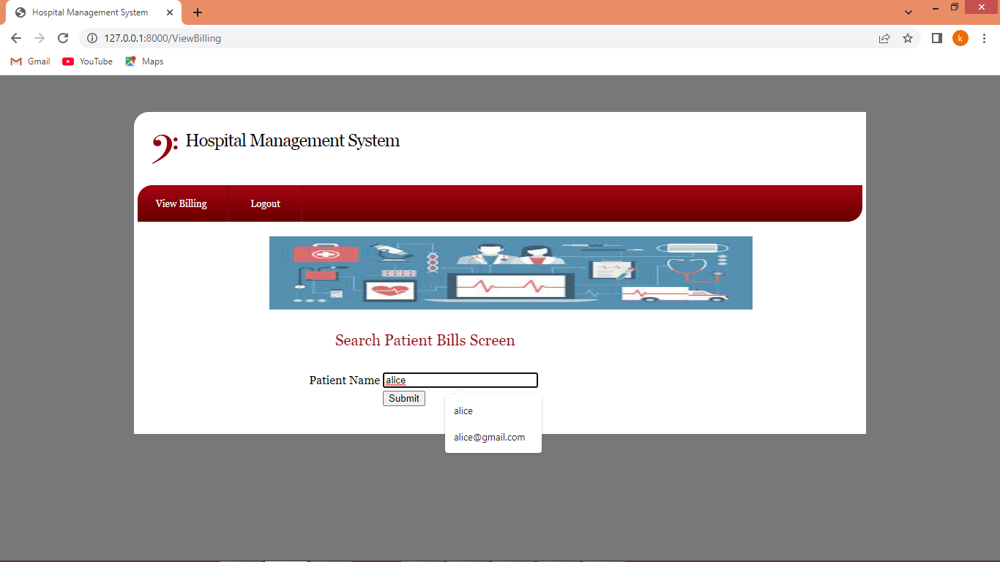 Hospital Management System
127.0.0.1:8000/ViewBilling
k
Gmail YouTube Maps
Hospital Management System
View Billing Logout
Search Patient Bills Screen
Patient Name alice
Submit
alice
alice@gmail.com